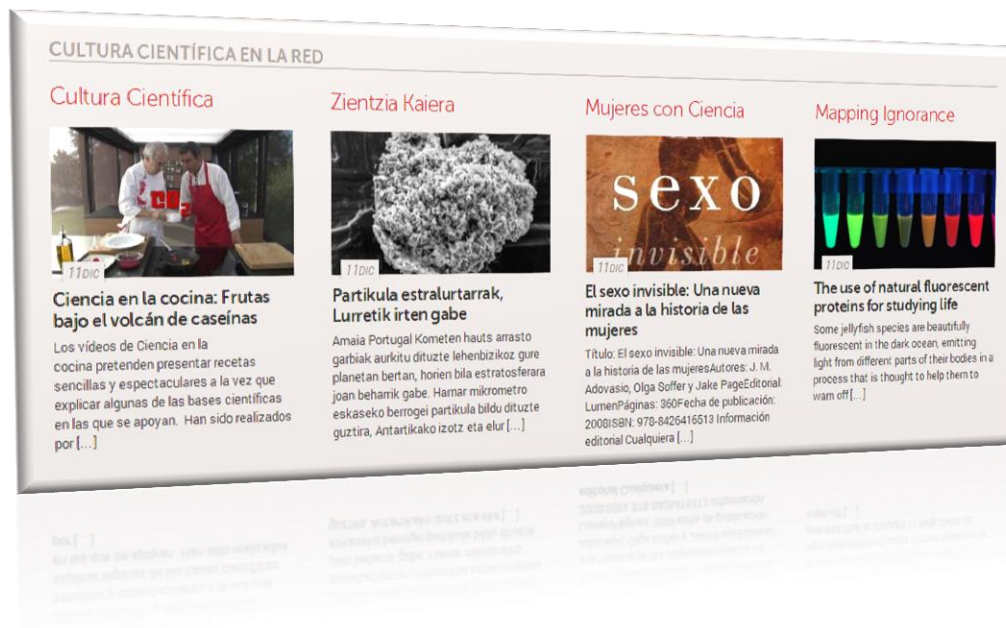 CULTURA CIENTÍFICA EN LA RED
Cultura Científica
11DIC
Ciencia en la cocina: Frutas
bajo el volcán de caseínas
Los vídeos de Ciencia en la
cocina pretenden presentar recetas
sencillas y espectaculares a la vez que
explicar algunas de las bases científicas
en las que se apoyan. Han sido realizados
por [...]
Zientzia Kaiera
11DIC
Partikula estralurtarrak,
Lurretik irten gabe
Amaia Portugal Kometen hauts arrasto
garbiak aurkitu dituzte lehenbizikoz gure
planetan bertan, horien bila estratosferara
joan beharrik gabe. Hamar mikrometro
eskaseko berrogei partikula bildu dituzte
guztira, Antartikako izotz eta elur [...]
Mujeres con Ciencia
sexo
invisible
11DIC
El sexo invisible: Una nueva
mirada a la historia de las
mujeres
Título: El sexo invisible: Una nueva mirada
a la historia de las mujeresAutores: J. M.
Adovasio, Olga Soffer y Jake PageEditorial:
LumenPáginas: 360Fecha de publicación:
2008ISBN: 978-8426416513 Información
editorial Cualquiera [...]
Mapping Ignorance
11DIC
The use of natural fluorescent
proteins for studying life
Some jellyfish species are beautifully
fluorescent in the dark ocean, emitting
light from different parts of their bodies in a
process that is thought to help them to
warn off [...]